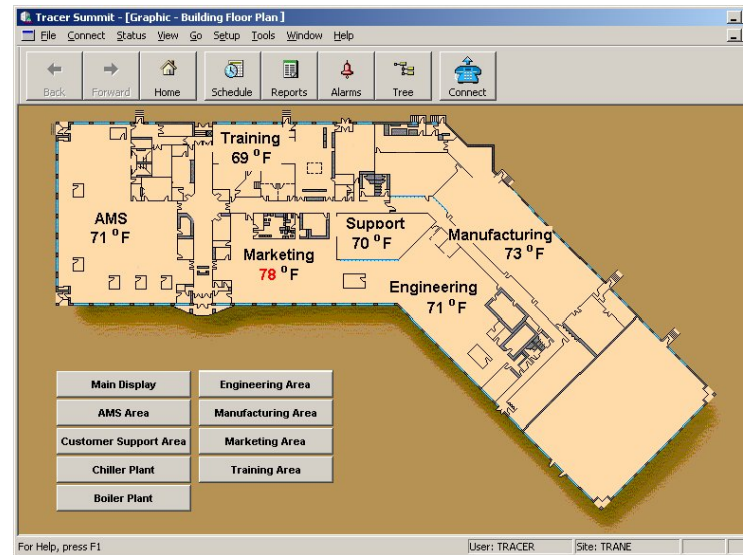 Tracer Summit - [Graphic - Building Floor Plan ]
File Connect Status View Go Setup Tools Window Help
Back Forward Home Schedule Reports Alarms Tree Connect
Training
69 °F
AMS
71 °F
Support
70 °F
Manufacturing
73 °F
Marketing
78 °F
Engineering
71 °F
Main Display Engineering Area
AMS Area Manufacturing Area
Customer Support Area Marketing Area
Chiller Plant Training Area
Boiler Plant
For Help, press F1 User: TRACER Site: TRANE